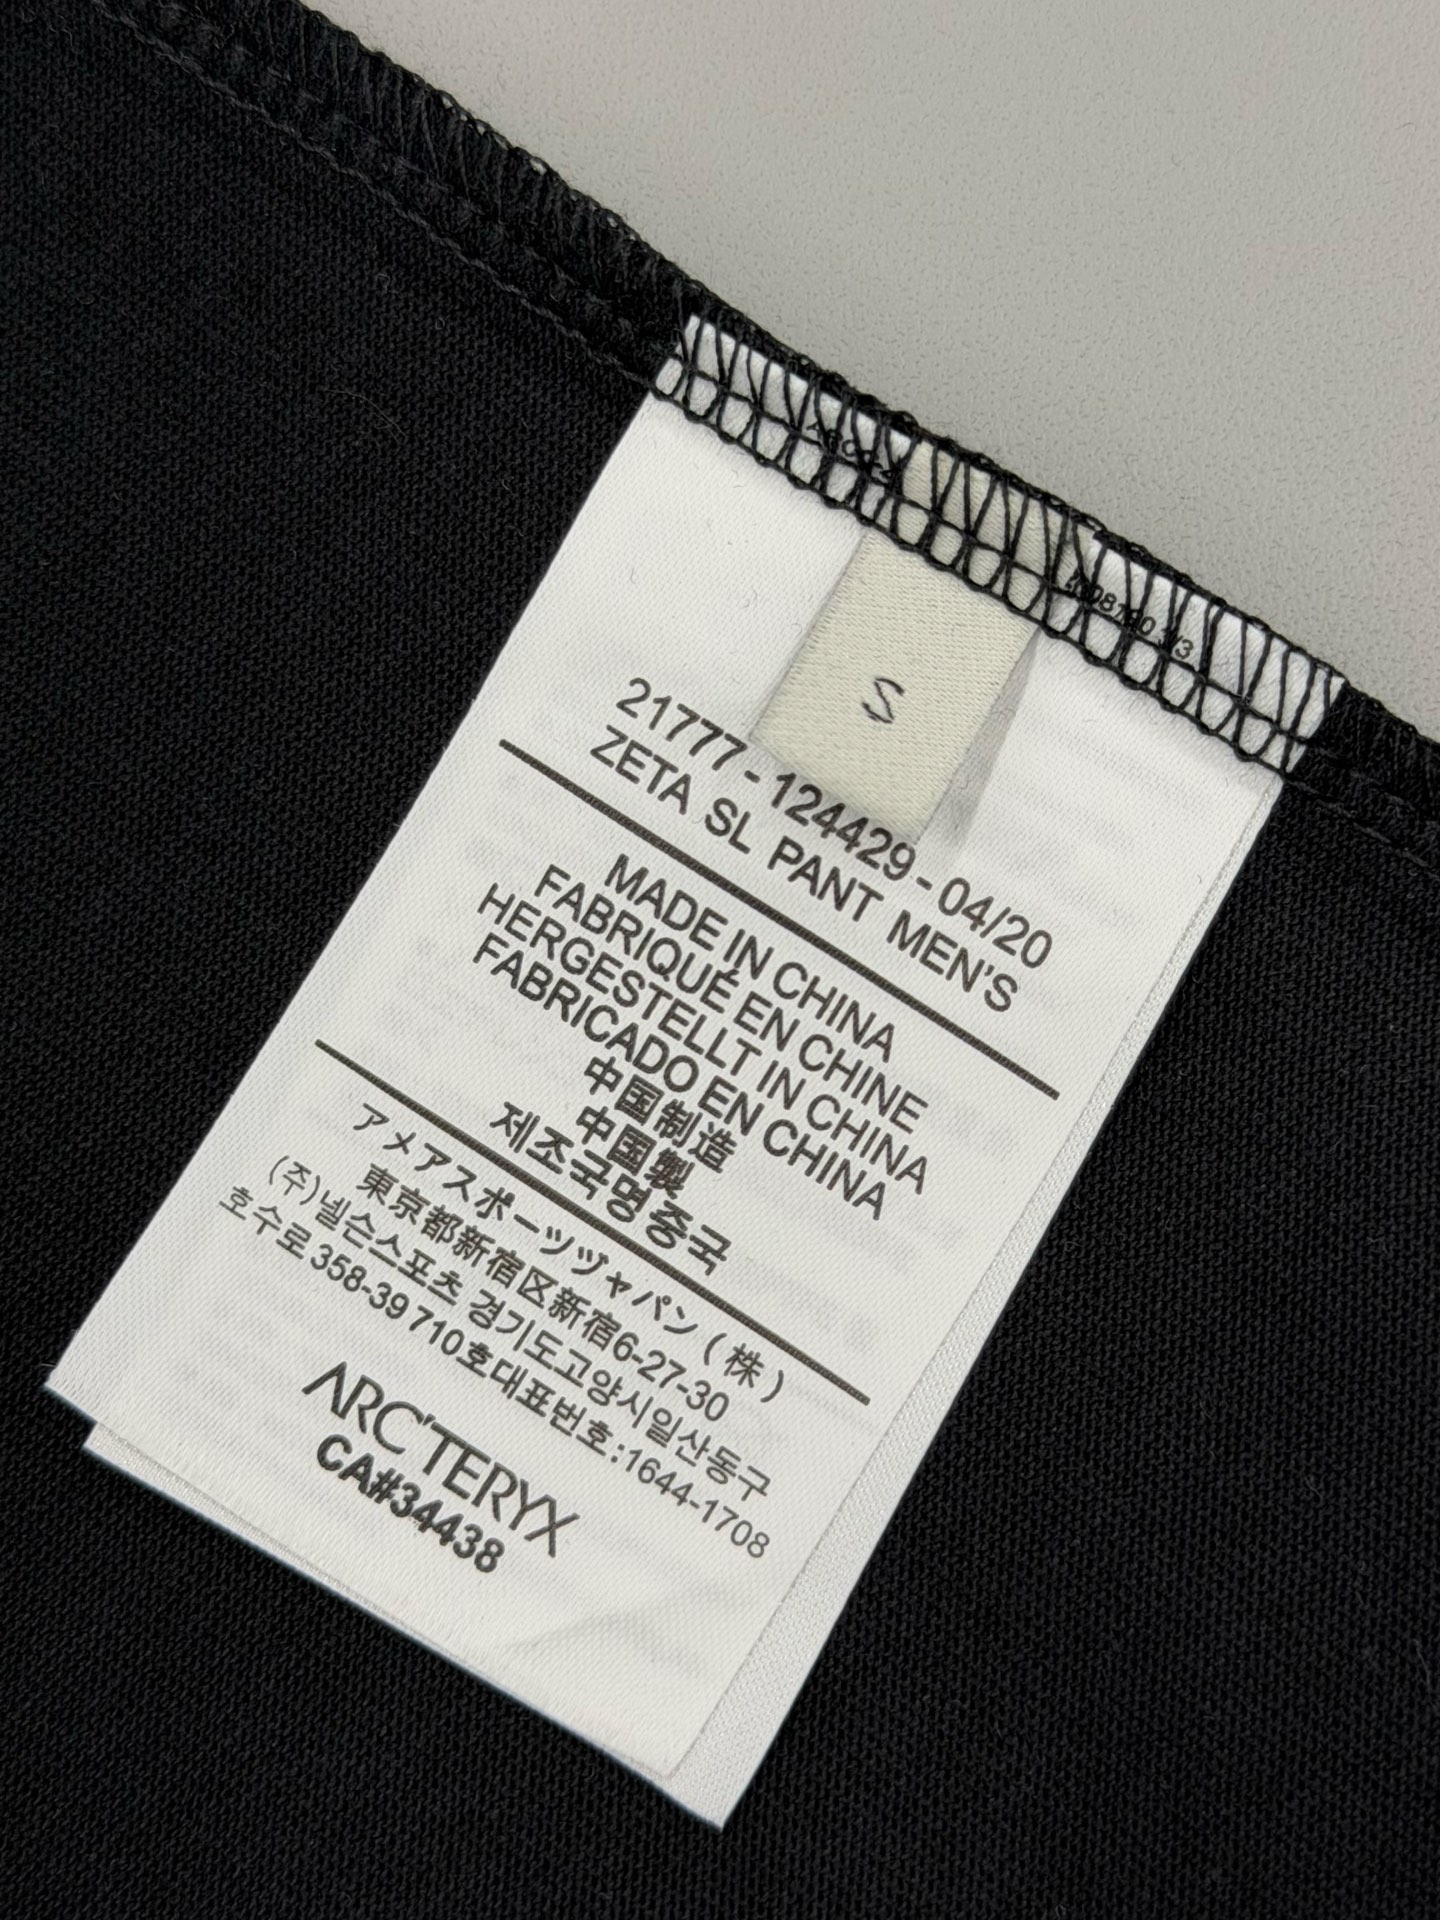 S
21777 - 124429 - 04/20
ZETA SL PANT MEN'S
MADE IN CHINA
FABRIQUÉ EN CHINE
HERGESTELLT IN CHINA
FABRICADO EN CHINA
中国制造
中国製
제조국명중국
アメアスポーツジャパン (株)
東京都新宿区新宿6-27-30
(주)넬슨스포츠 경기도고양시일산동구
호수로 358-39 710호대표번호:1644-1708
ARC'TERYX
CA#34438